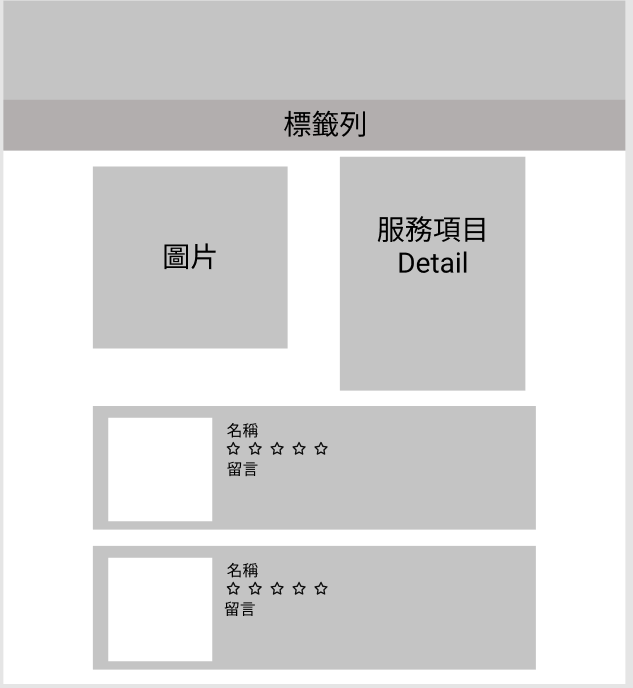 標籤列
圖片
服務項目
Detail
名稱
☆ ☆ ☆ ☆ ☆
留言
名稱
☆ ☆ ☆ ☆ ☆
留言